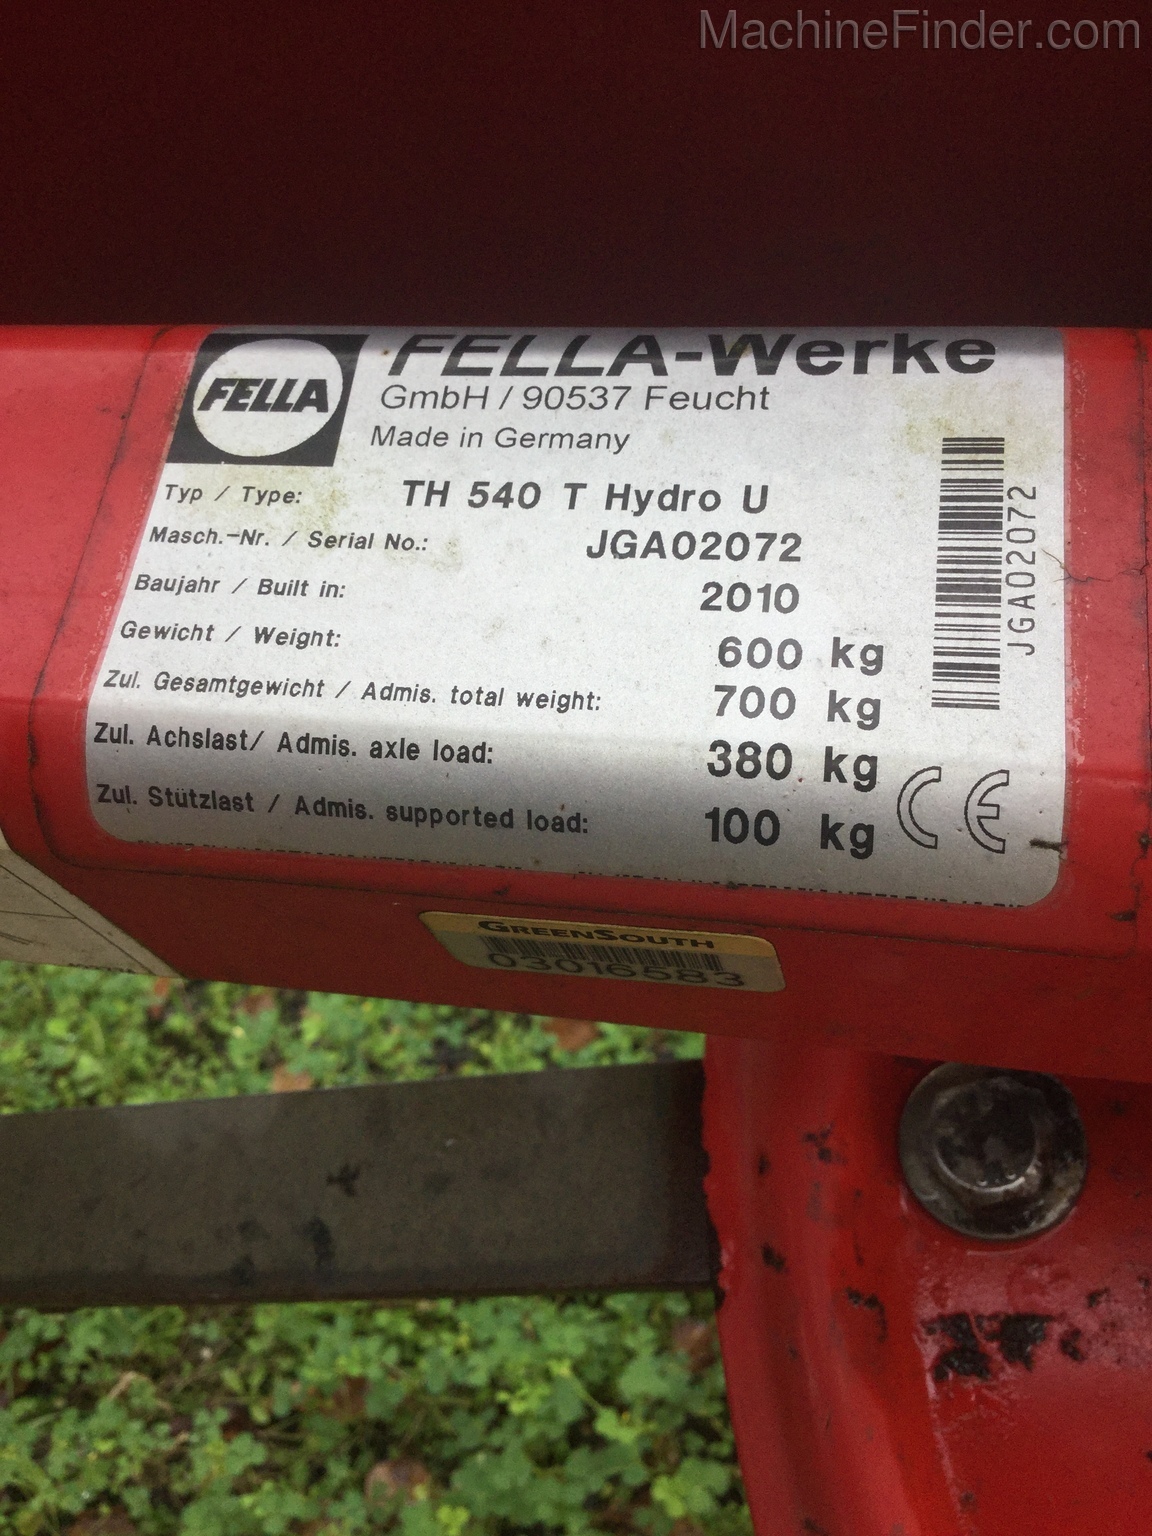 MachineFinder.com
FELLA
FELLA-Werke
GmbH / 90537 Feucht
Made in Germany
Typ / Type: TH 540 T Hydro U
Masch.-Nr. / Serial No.: JGA02072
Baujahr / Built in: 2010
Gewicht / Weight: 600 kg
Zul. Gesamtgewicht / Admis. total weight: 700 kg
Zul. Achslast/ Admis. axle load: 380 kg
Zul. Stützlast / Admis. supported load: 100 kg
CE
JGA02072
GREENSOUTH
03016583